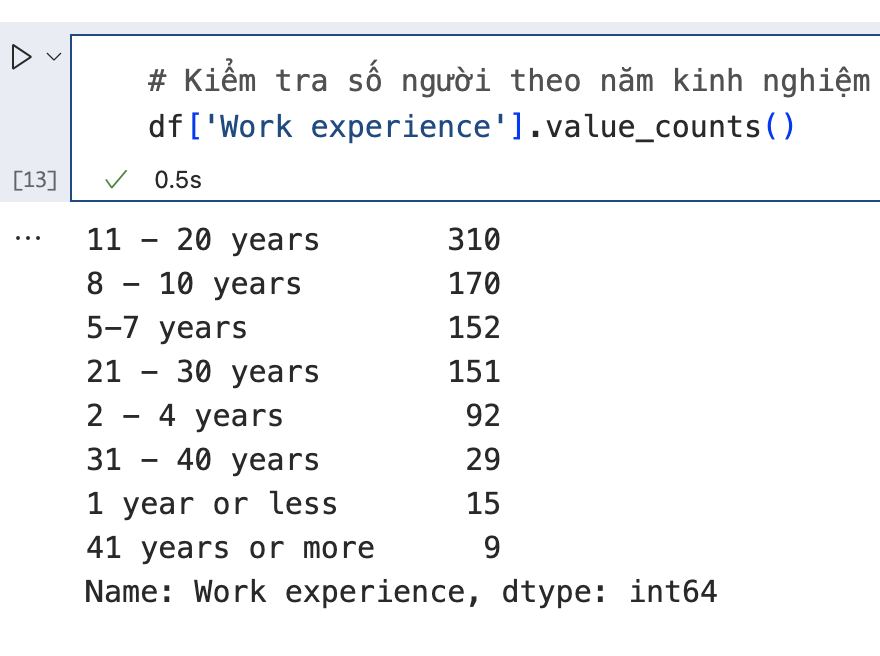 # Kiểm tra số người theo năm kinh nghiệm
df['Work experience'].value_counts()
[13] 0.5s
...
11 – 20 years 310
8 – 10 years 170
5–7 years 152
21 – 30 years 151
2 – 4 years 92
31 – 40 years 29
1 year or less 15
41 years or more 9
Name: Work experience, dtype: int64